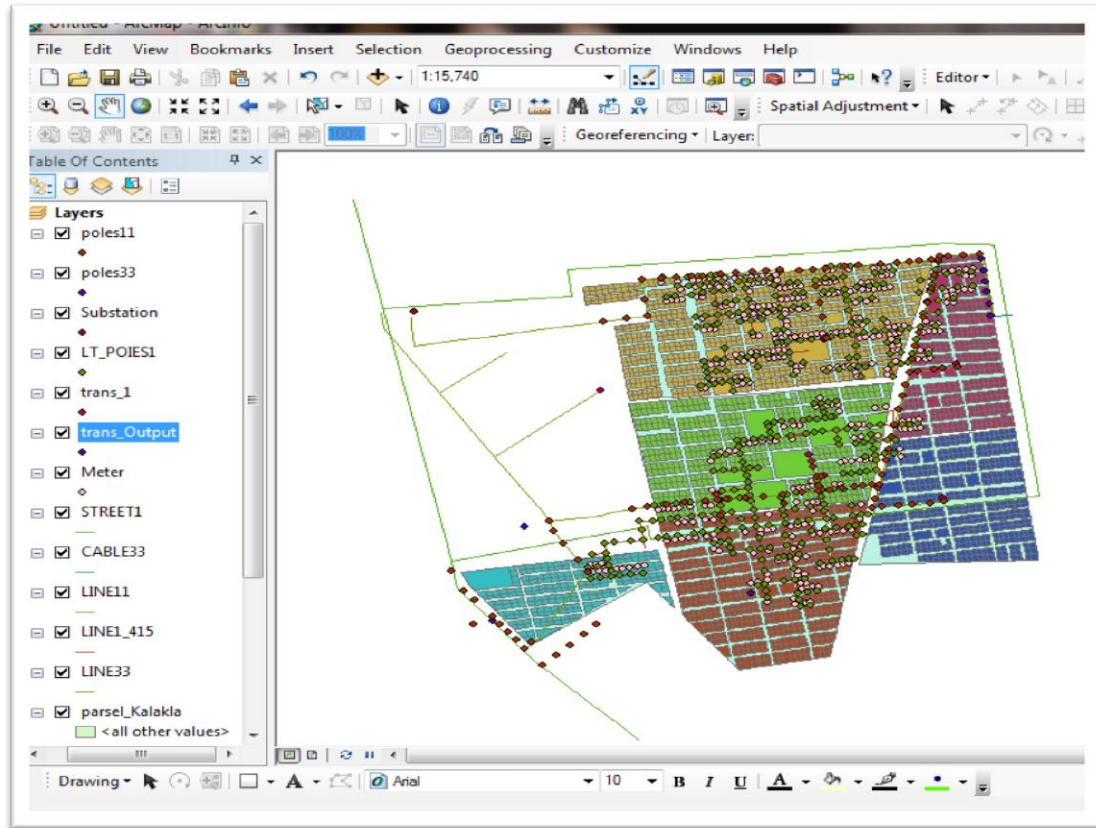 Untitled - ArcMap - ArcInfo
File Edit View Bookmarks Insert Selection Geoprocessing Customize Windows Help
1:15,740 Editor
Spatial Adjustment
100% Georeferencing Layer:
Table Of Contents
Layers
poles11
poles33
Substation
LT_POIES1
trans_1
trans_Output
Meter
STREET1
CABLE33
LINE11
LINE1_415
LINE33
parsel_Kalakla
<all other values>
Drawing A Arial 10 B I U A